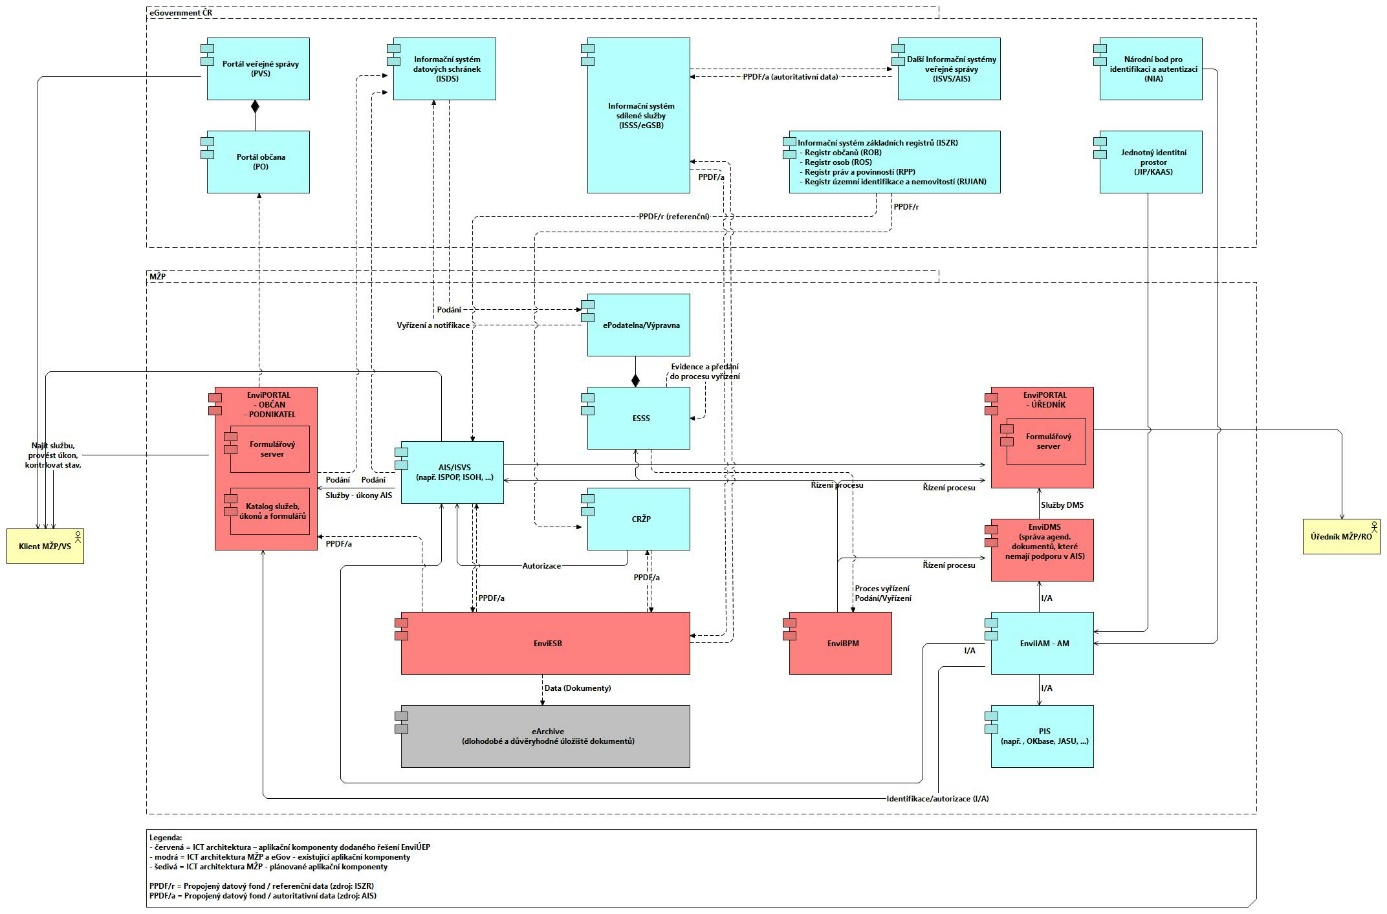 eGovernment ČR
Portál veřejné správy
(PVS)
Informační systém
datových schránek
(ISDS)
Informační systém
sdílené služby
(ISSS/eGSB)
PPDF/a (autoritativní data)
Další Informační systémy
veřejné správy
(ISVS/AIS)
Národní bod pro
identifikaci a autentizaci
(NIA)
Portál občana
(PO)
Informační systém základních registrů (ISZR)
- Registr občanů (ROB)
- Registr osob (ROS)
- Registr práv a povinností (RPP)
- Registr územní identifikace a nemovitostí (RUIAN)
Jednotný identitní
prostor
(JIP/KAAS)
PPDF/a
PPDF/r (referenční)
PPDF/r
MŽP
Podání
Vyřízení a notifikace
ePodatelna/Výpravna
Evidence a předání
do procesu vyřízení
EnviPORTAL
- OBČAN
- PODNIKATEL
Formulářový
server
Katalog služeb,
úkonů a formulářů
ESSS
EnviPORTAL
- ÚŘEDNÍK
Formulářový
server
Najít službu,
provést úkon,
kontrlovat stav,
Podání
Podání
Služby - úkony AIS
AIS/ISVS
(např. ISPOP, ISOH, ...)
Řízení procesu
Řízení procesu
Služby DMS
CRŽP
EnviDMS
(správa agend.
dokumentů, které
nemají podporu v AIS)
Klient MŽP/VS
Úředník MŽP/RO
PPDF/a
Autorizace
Řízení procesu
PPDF/a
PPDF/a
Proces vyřízení
Podání/Vyřízení
I/A
EnviESB
EnviBPM
EnviIAM - AM
I/A
Data (Dokumenty)
I/A
eArchive
(dlohodobé a důvěryhodné úložiště dokumentů)
PIS
(např. , OKbase, JASU, ...)
Identifikace/autorizace (I/A)
Legenda:
- červená = ICT architektura – aplikační komponenty dodaného řešení EnviÚEP
- modrá = ICT architektura MŽP a eGov - existující aplikační komponenty
- šedivá = ICT architektura MŽP - plánované aplikační komponenty
PPDF/r = Propojený datový fond / referenční data (zdroj: ISZR)
PPDF/a = Propojený datový fond / autoritativní data (zdroj: AIS)